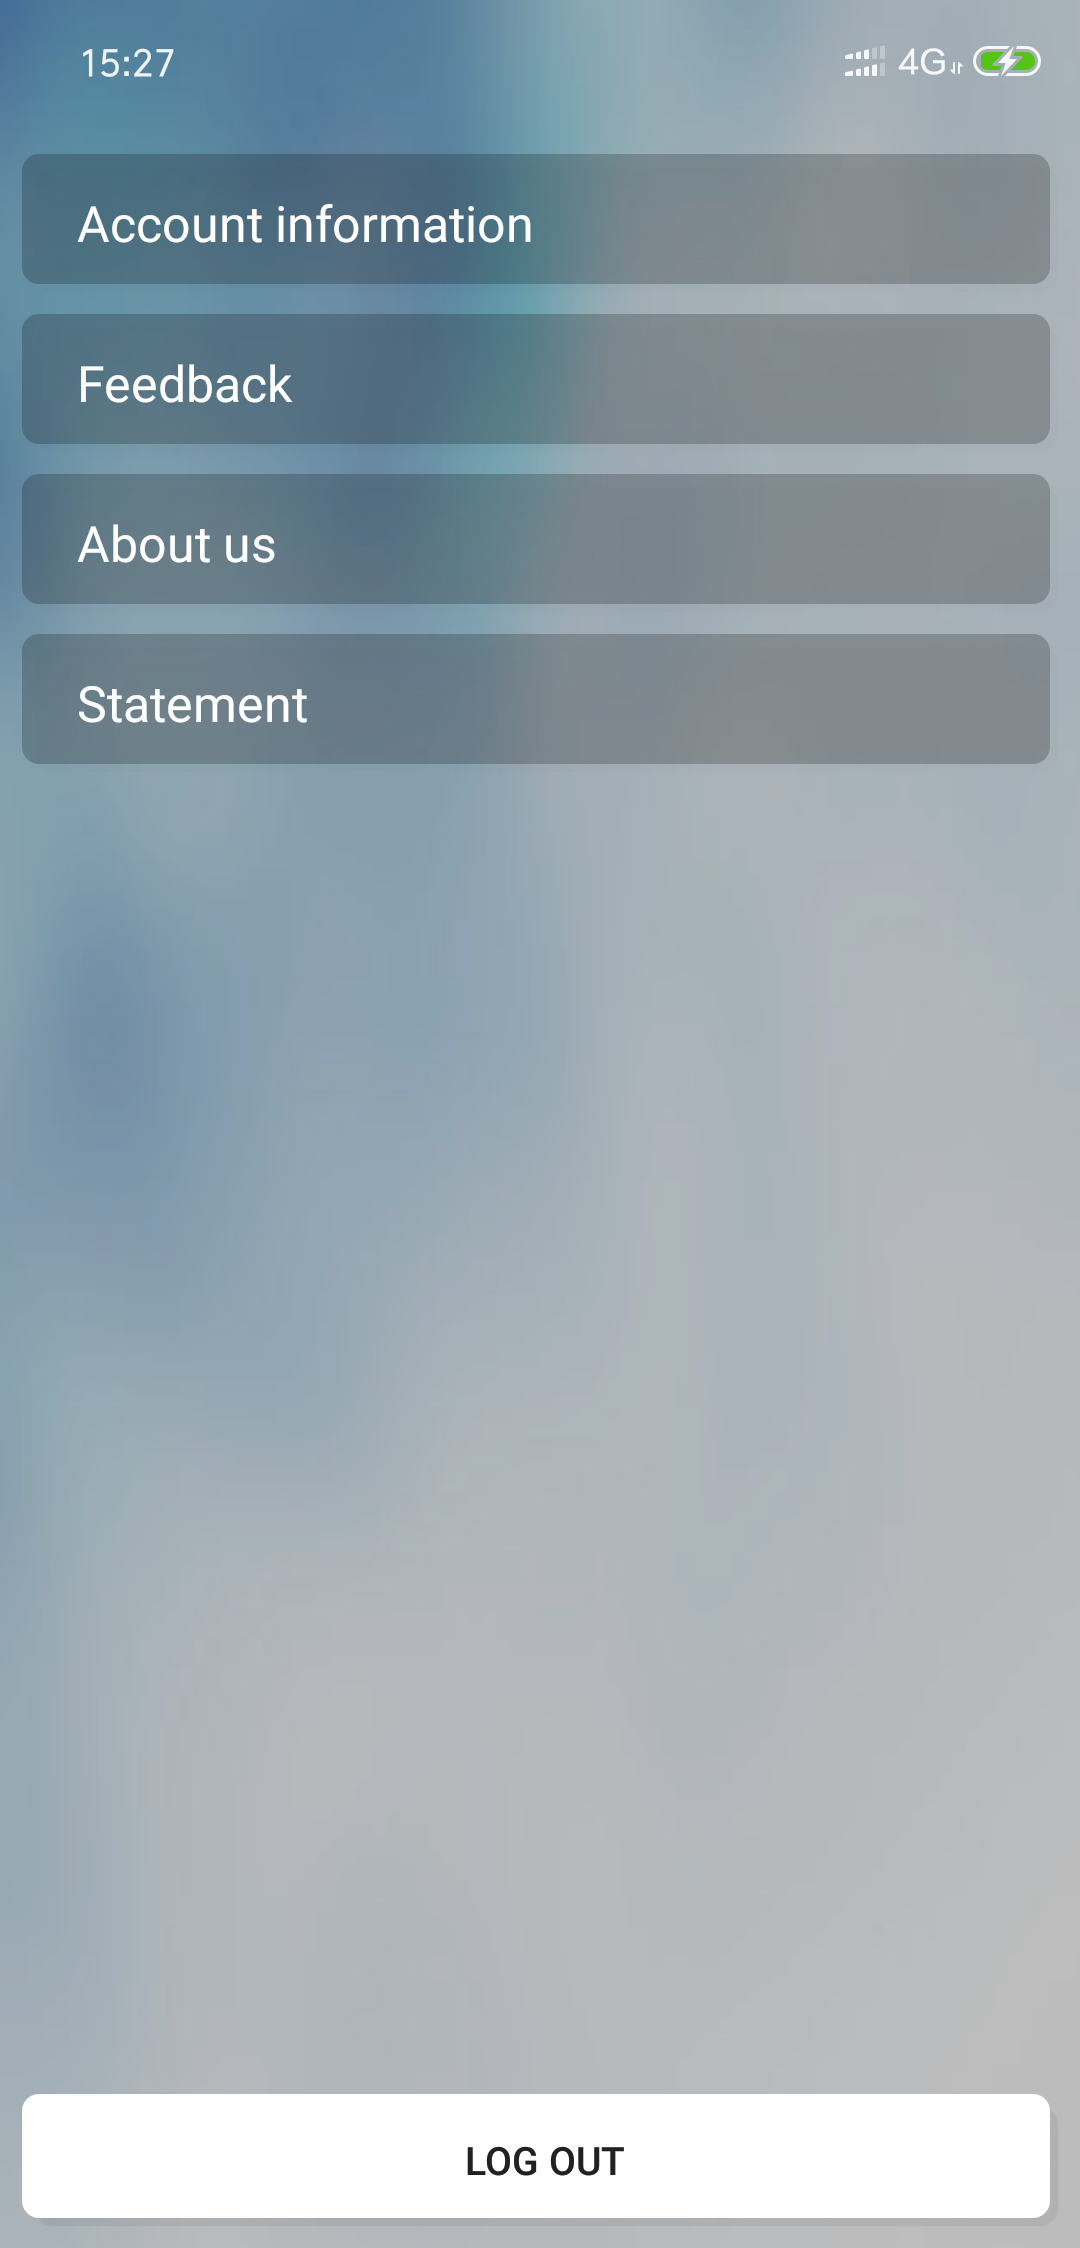 15:27
4G
Account information
Feedback
About us
Statement
LOG OUT